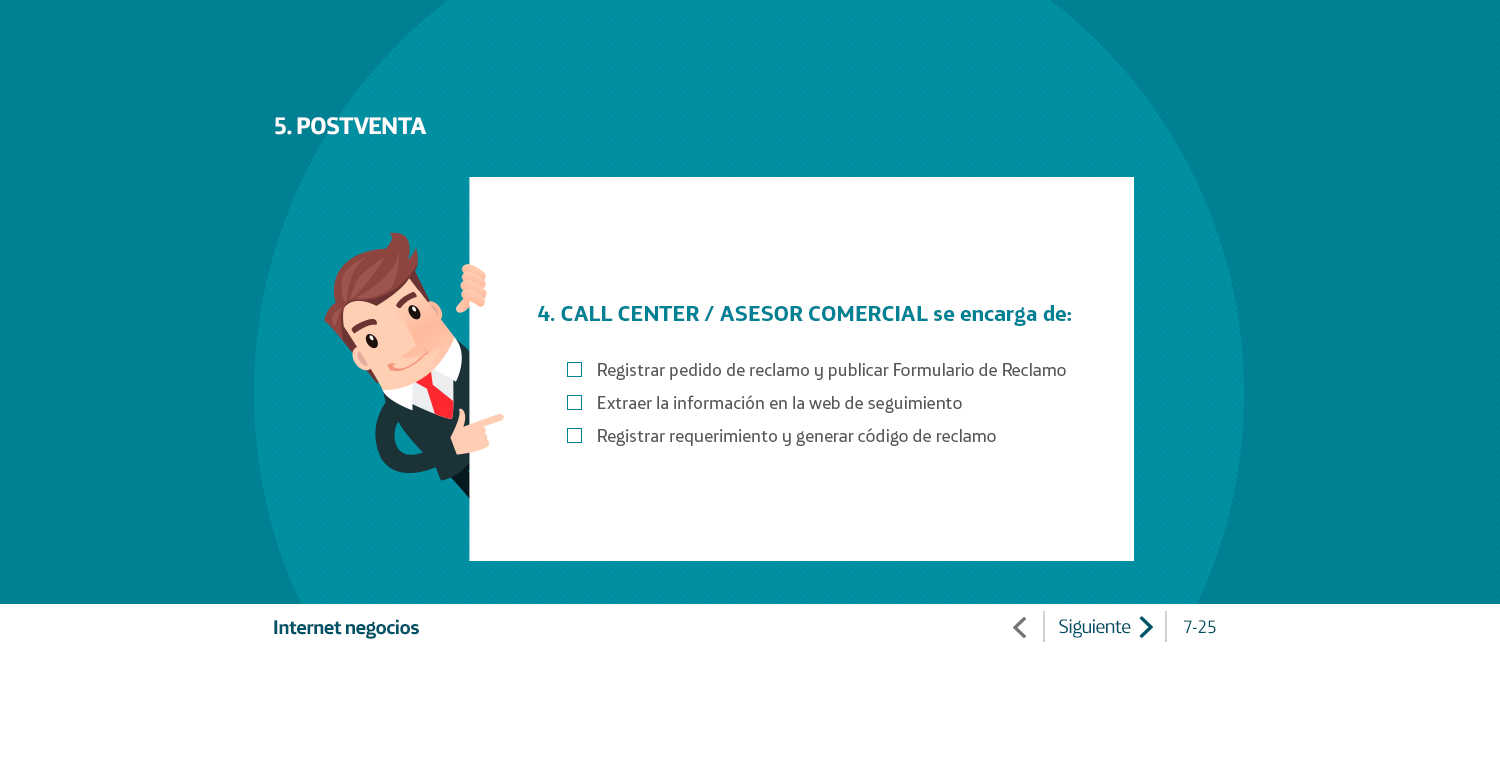 5. POSTVENTA
4. CALL CENTER / ASESOR COMERCIAL se encarga de:
Registrar pedido de reclamo y publicar Formulario de Reclamo
Extraer la información en la web de seguimiento
Registrar requerimiento y generar código de reclamo
Internet negocios
Siguiente
7-25